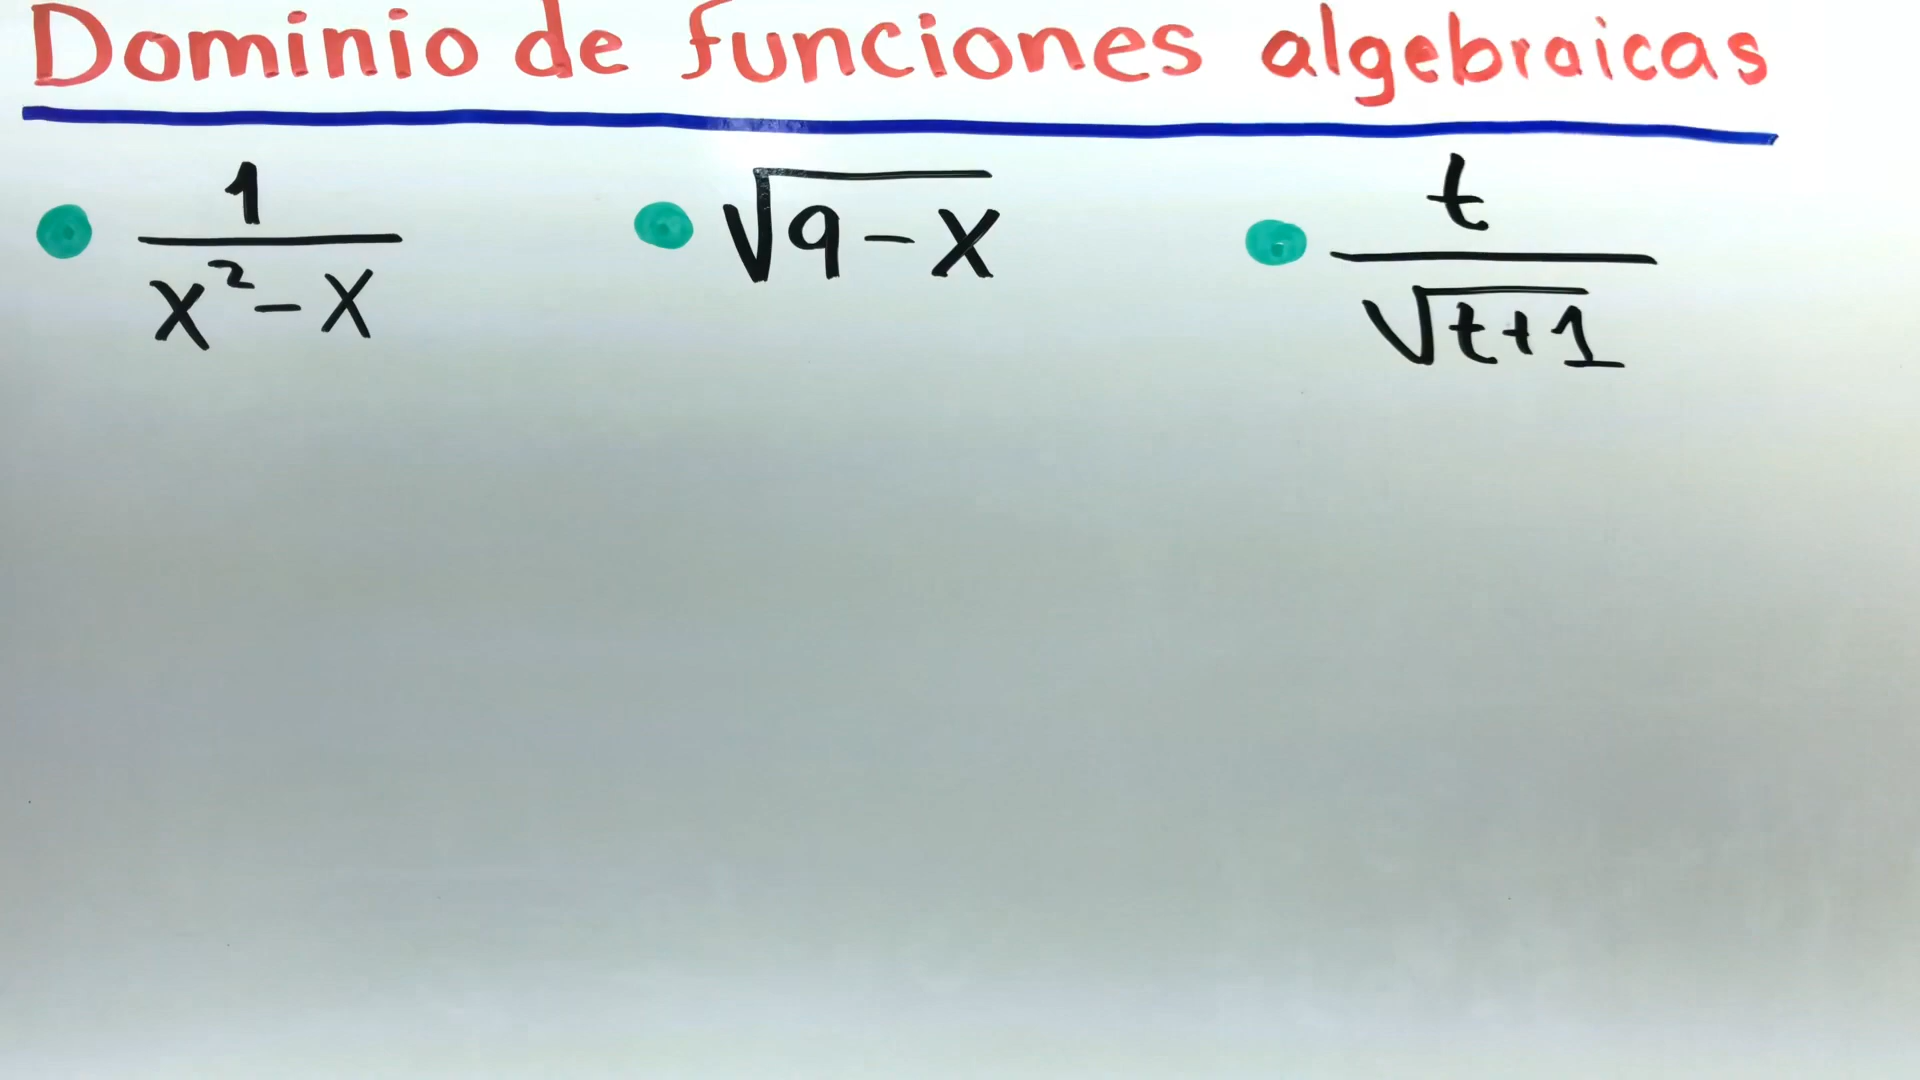 Dominio de funciones algebraicas
1/(x²-x)
√(9-x)
t/√(t+1)